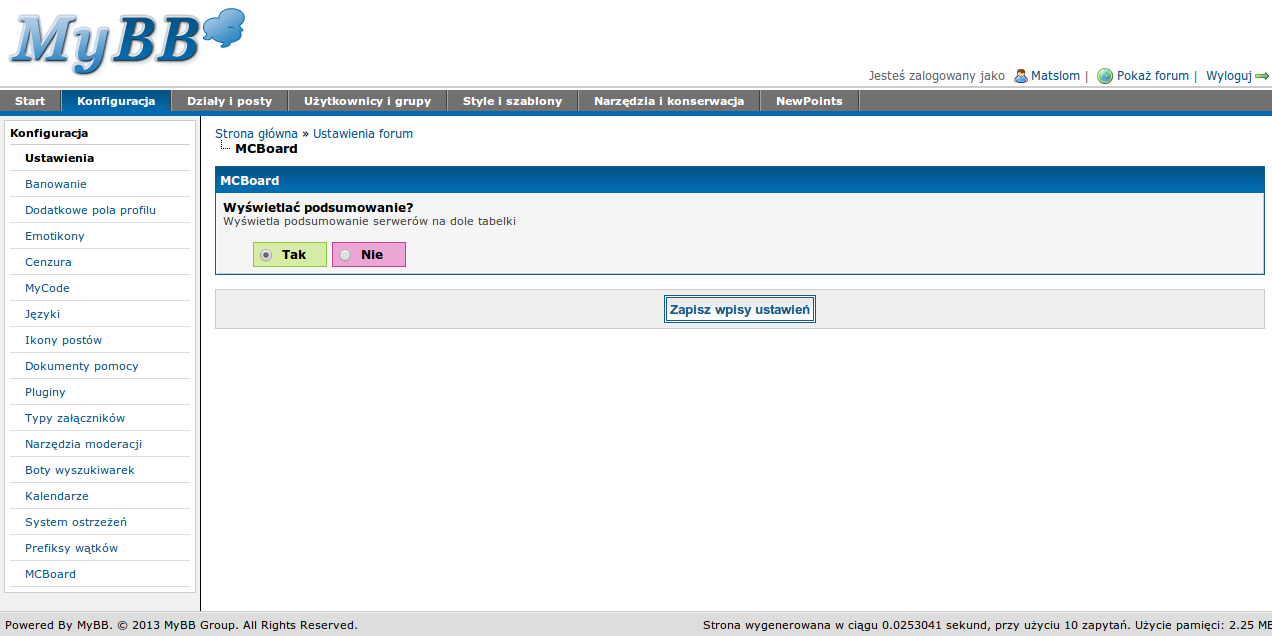 MyBB
Jesteś zalogowany jako Matslom | Pokaż forum | Wyloguj
Start Konfiguracja Działy i posty Użytkownicy i grupy Style i szablony Narzędzia i konserwacja NewPoints
Konfiguracja
Ustawienia
Banowanie
Dodatkowe pola profilu
Emotikony
Cenzura
MyCode
Języki
Ikony postów
Dokumenty pomocy
Pluginy
Typy załączników
Narzędzia moderacji
Boty wyszukiwarek
Kalendarze
System ostrzeżeń
Prefiksy wątków
MCBoard
Strona główna » Ustawienia forum
MCBoard
MCBoard
Wyświetlać podsumowanie?
Wyświetla podsumowanie serwerów na dole tabelki
Tak Nie
Zapisz wpisy ustawień
Powered By MyBB. © 2013 MyBB Group. All Rights Reserved.
Strona wygenerowana w ciągu 0.0253041 sekund, przy użyciu 10 zapytań. Użycie pamięci: 2.25 MB